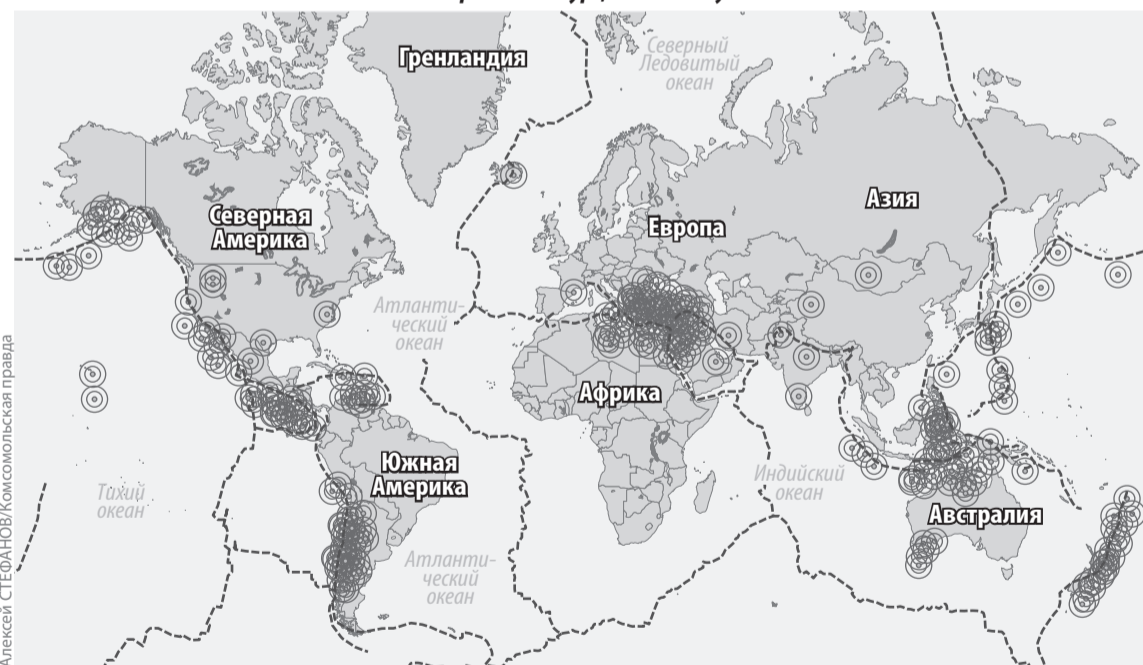 Гренландия
Северный
Ледовитый
океан
Азия
Северная
Америка
Европа
Атланти-
ческий
океан
Африка
Южная
Америка
Индийский
океан
Тихий
океан
Австралия
Атланти-
ческий
океан
Алексей СТЕФАНОВ/Комсомольская правда